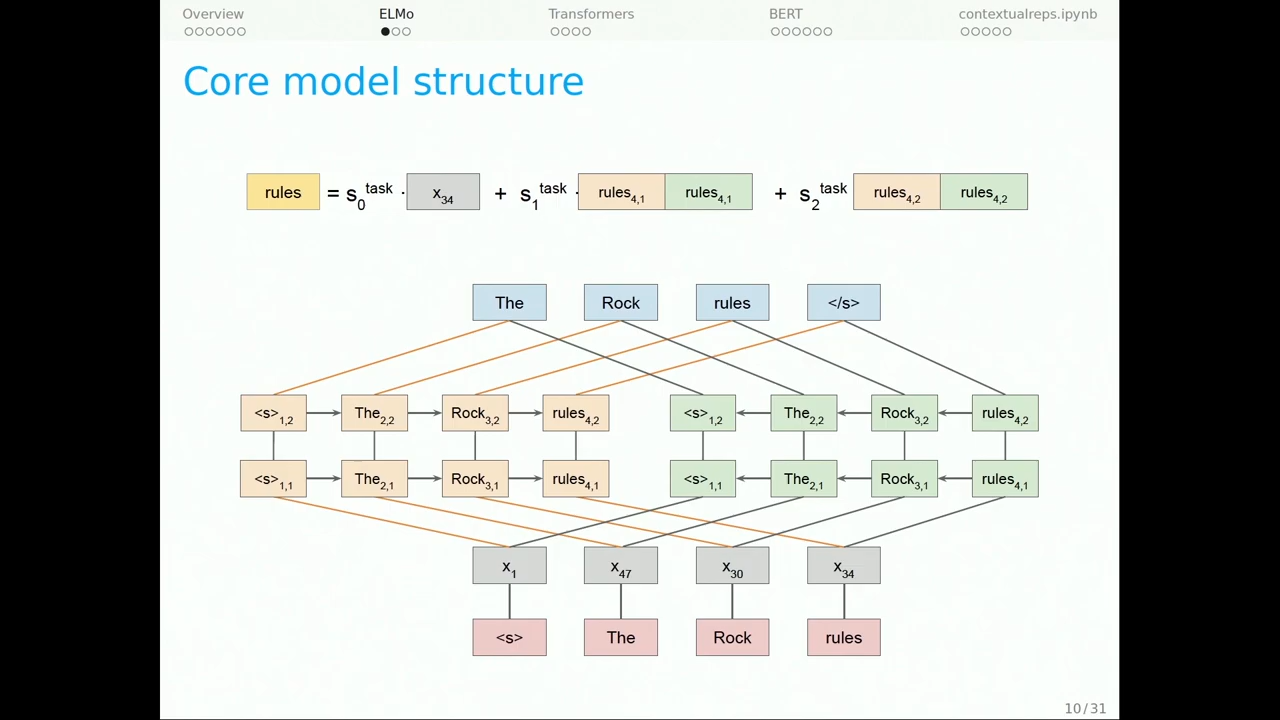 Overview ELMo Transformers BERT contextualreps.ipynb
Core model structure
rules = s₀ᵗᵃˢᵏ · x₃₄ + s₁ᵗᵃˢᵏ · rules₄,₁ rules₄,₁ + s₂ᵗᵃˢᵏ rules₄,₂ rules₄,₂
The Rock rules </s>
<s>₁,₂ The₂,₂ Rock₃,₂ rules₄,₂ <s>₁,₂ The₂,₂ Rock₃,₂ rules₄,₂
<s>₁,₁ The₂,₁ Rock₃,₁ rules₄,₁ <s>₁,₁ The₂,₁ Rock₃,₁ rules₄,₁
x₁ x₄₇ x₃₀ x₃₄
<s> The Rock rules
10/31